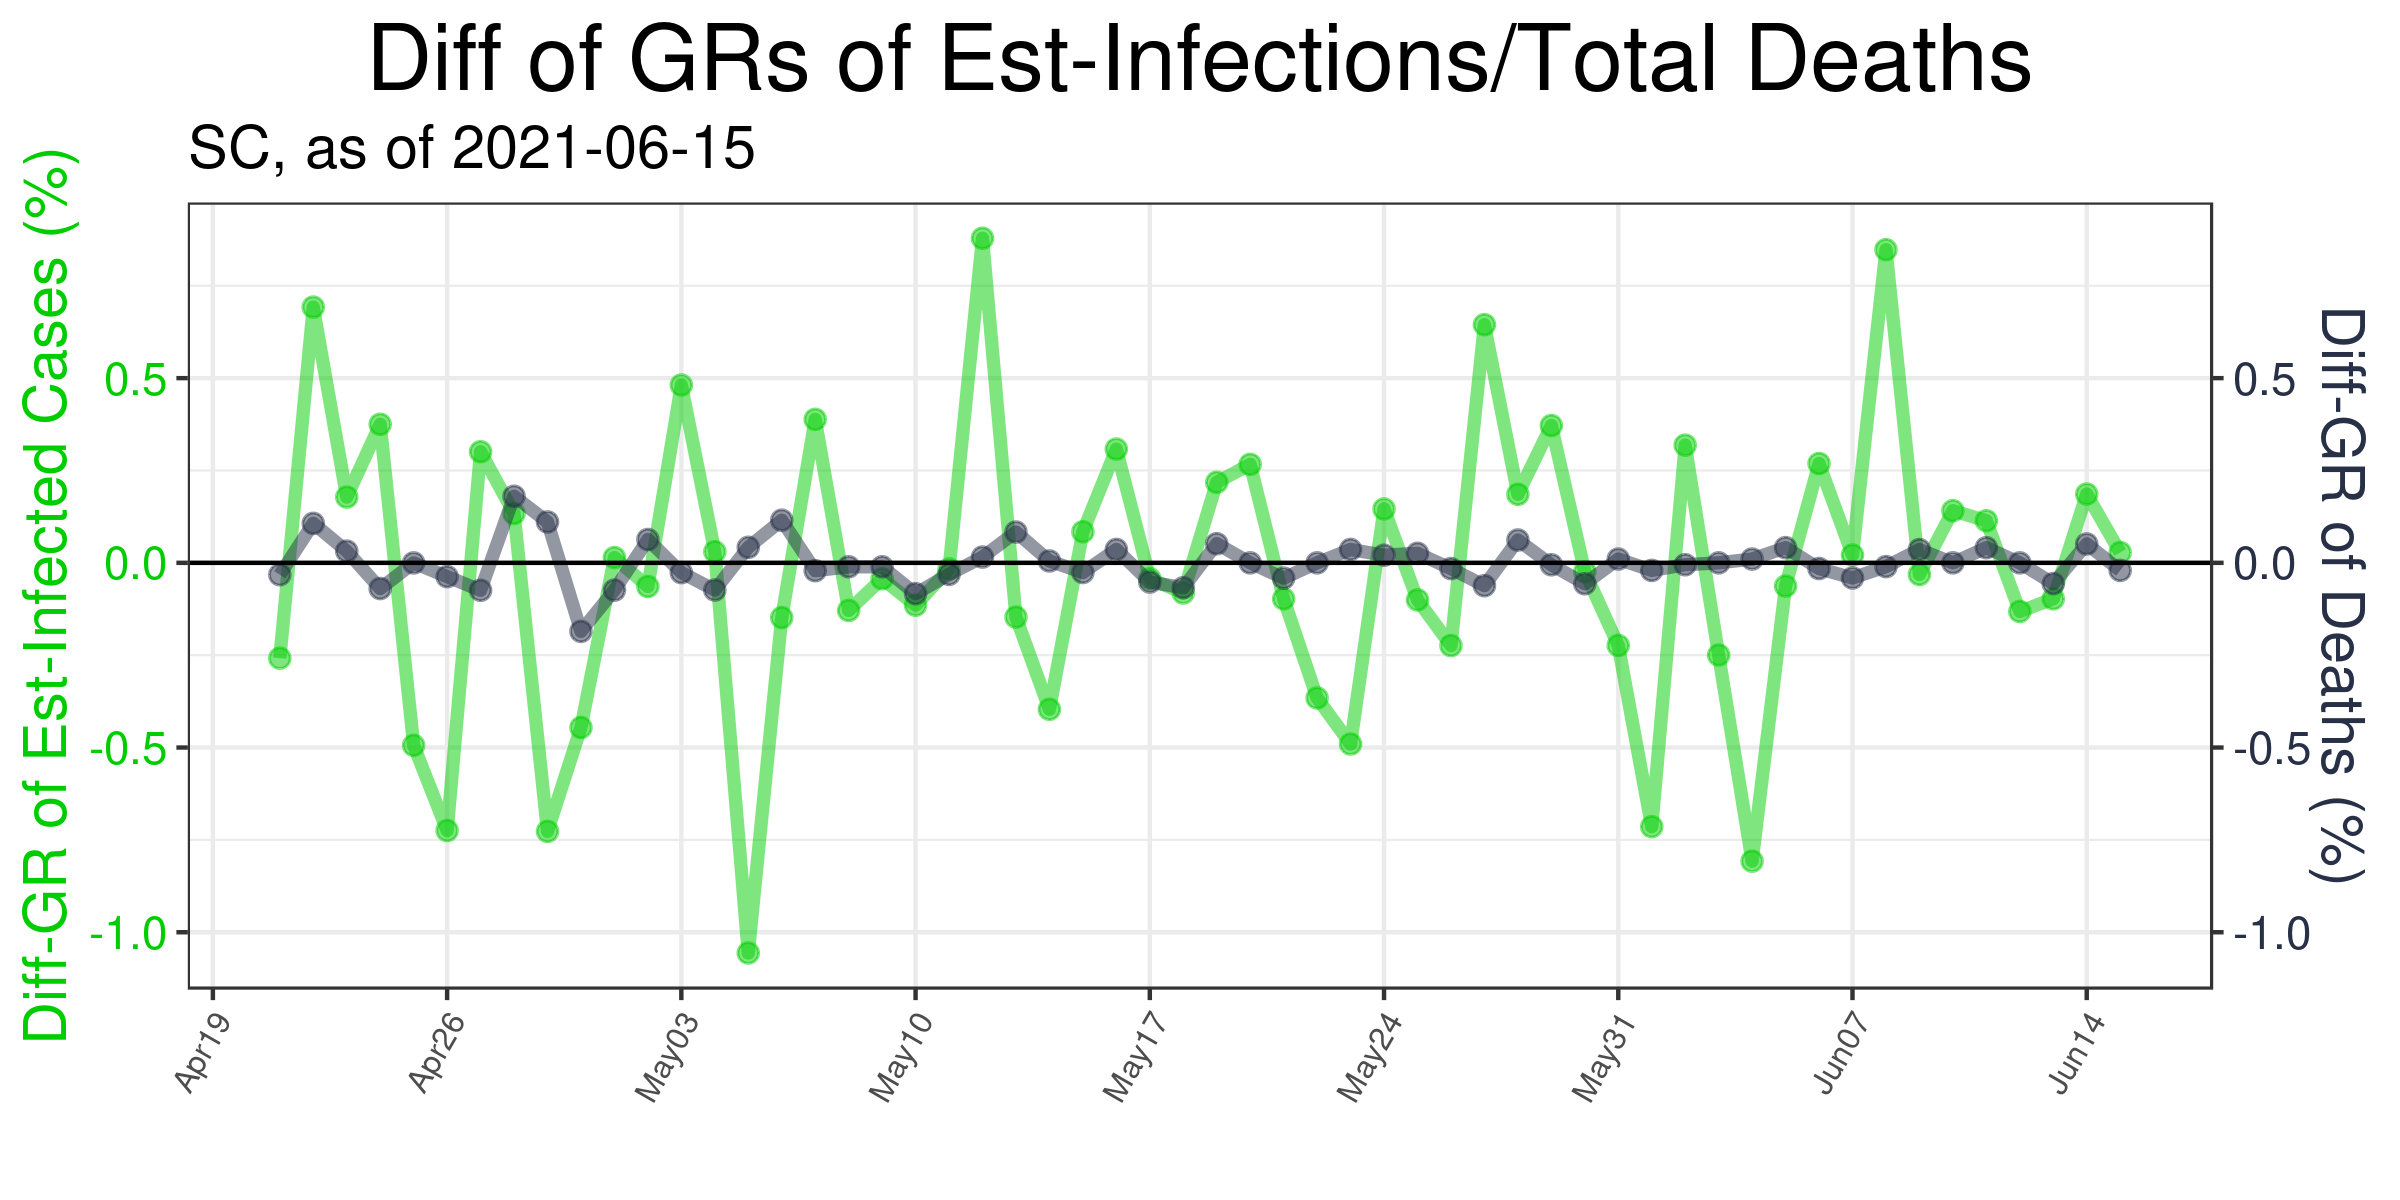 Diff of GRs of Est-Infections/Total Deaths
SC, as of 2021-06-15
Diff-GR of Est-Infected Cases (%)
0.5
0.0
-0.5
-1.0
0.5
0.0
-0.5
-1.0
Diff-GR of Deaths (%)
Apr19
Apr26
May03
May10
May17
May24
May31
Jun07
Jun14